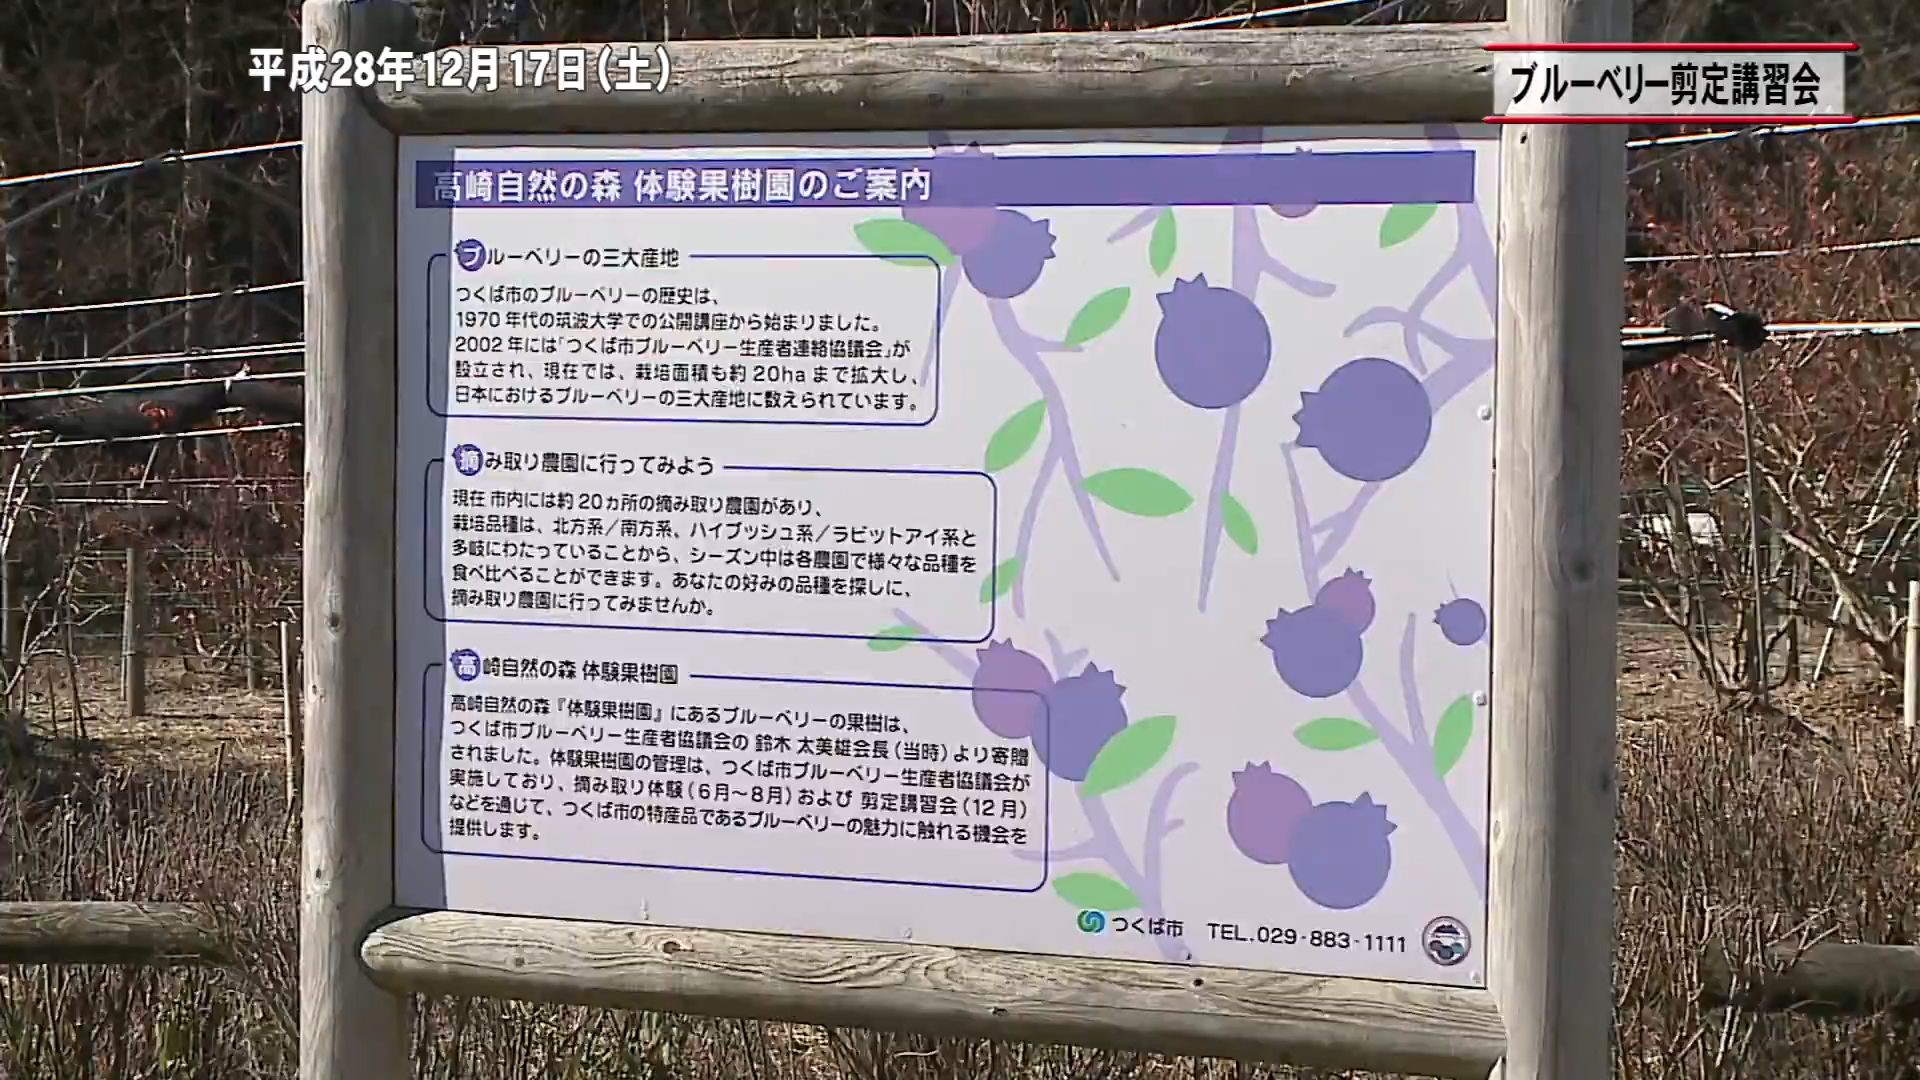 平成28年12月17日(土)
ブルーベリー剪定講習会
高崎自然の森 体験果樹園のご案内
ブルーベリーの三大産地
つくば市のブルーベリーの歴史は、
1970年代の筑波大学での公開講座から始まりました。
2002年には「つくば市ブルーベリー生産者連絡協議会」が
設立され、現在では、栽培面積も約20haまで拡大し、
日本におけるブルーベリーの三大産地に数えられています。
摘み取り農園に行ってみよう
現在 市内には約20ヵ所の摘み取り農園があり、
栽培品種は、北方系／南方系、ハイブッシュ系／ラビットアイ系と
多岐にわたっていることから、シーズン中は各農園で様々な品種を
食べ比べることができます。あなたの好みの品種を探しに、
摘み取り農園に行ってみませんか。
高崎自然の森 体験果樹園
高崎自然の森『体験果樹園』にあるブルーベリーの果樹は、
つくば市ブルーベリー生産者協議会の 鈴木 太美雄会長(当時)より寄贈
されました。体験果樹園の管理は、つくば市ブルーベリー生産者協議会が
実施しており、摘み取り体験(6月～8月)および 剪定講習会(12月)
などを通じて、つくば市の特産品であるブルーベリーの魅力に触れる機会を
提供します。
つくば市 TEL.029-883-1111